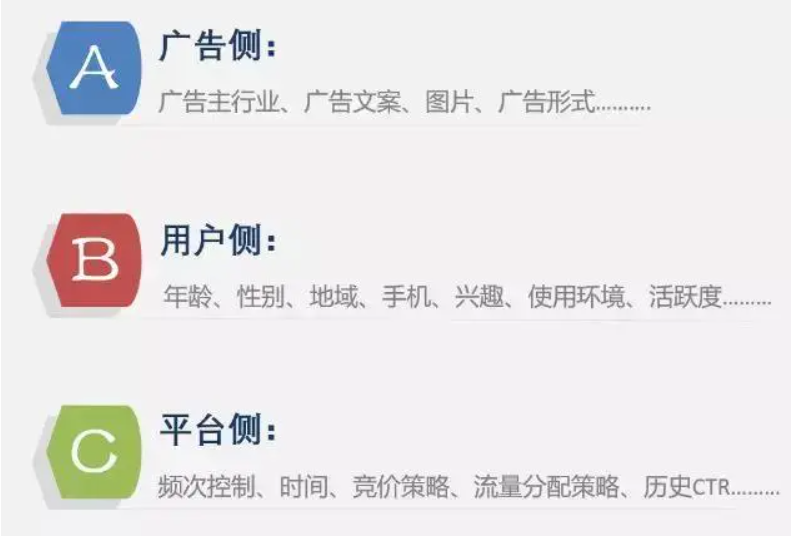 A
广告侧：
广告主行业、广告文案、图片、广告形式..........
B
用户侧：
年龄、性别、地域、手机、兴趣、使用环境、活跃度.........
C
平台侧：
频次控制、时间、竞价策略、流量分配策略、历史CTR.........